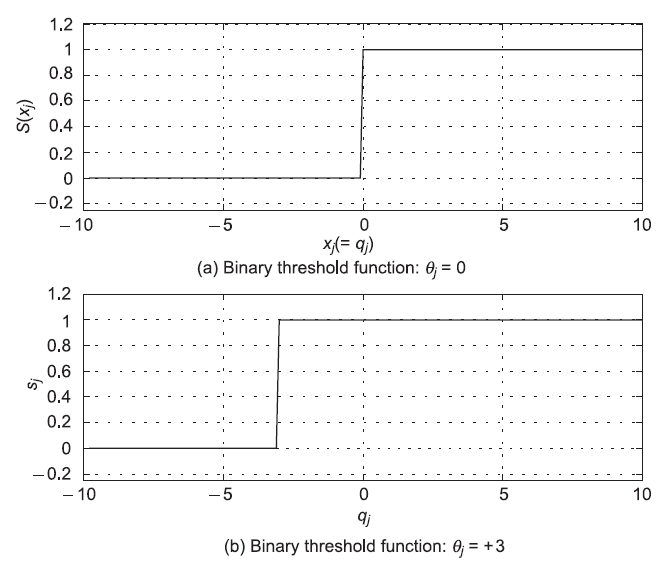 1.2
1
0.8
0.6
0.4
0.2
0
−0.2
S(xj)
−10 −5 0 5 10
xj(= qj)
(a) Binary threshold function: θj = 0
1.2
1
0.8
0.6
0.4
0.2
0
−0.2
sj
−10 −5 0 5 10
qj
(b) Binary threshold function: θj = +3